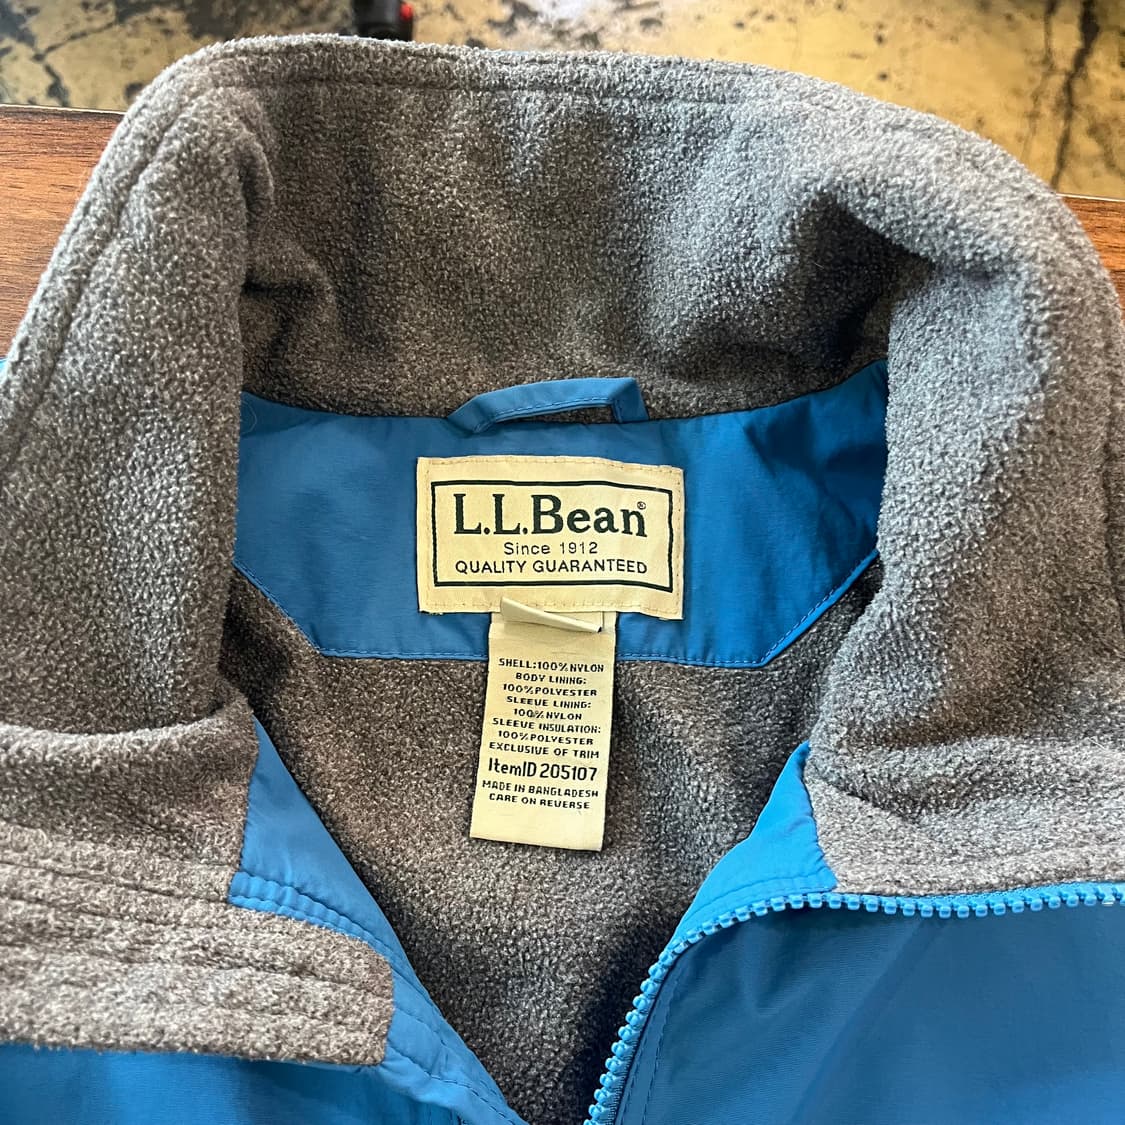 L.L.Bean®
Since 1912
QUALITY GUARANTEED
SHELL:100%NYLON
BODY LINING:
100%POLYESTER
SLEEVE LINING:
100%NYLON
SLEEVE INSULATION:
100%POLYESTER
EXCLUSIVE OF TRIM
ItemID 205107
MADE IN BANGLADESH
CARE ON REVERSE